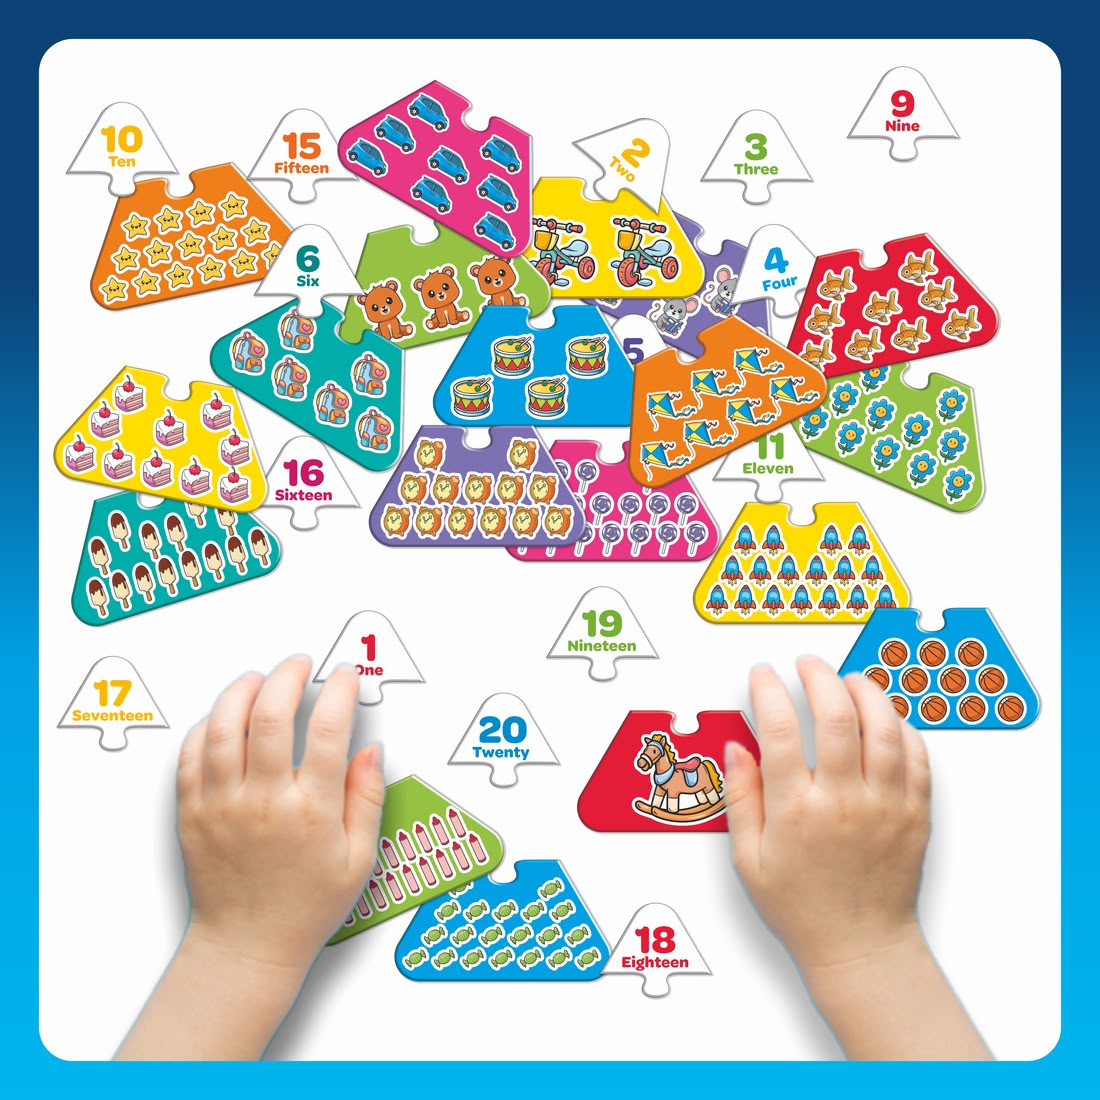 10
Ten
15
Fifteen
2
Two
3
Three
9
Nine
6
Six
4
Four
5
16
Sixteen
11
Eleven
1
One
19
Nineteen
17
Seventeen
20
Twenty
18
Eighteen